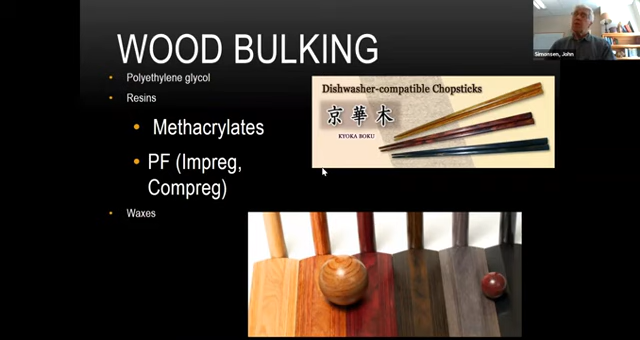 WOOD BULKING
Simonsen, John
• Polyethylene glycol
• Resins
• Methacrylates
• PF (Impreg,
Compreg)
• Waxes
Dishwasher-compatible Chopsticks
京華木
KYOKA BOKU